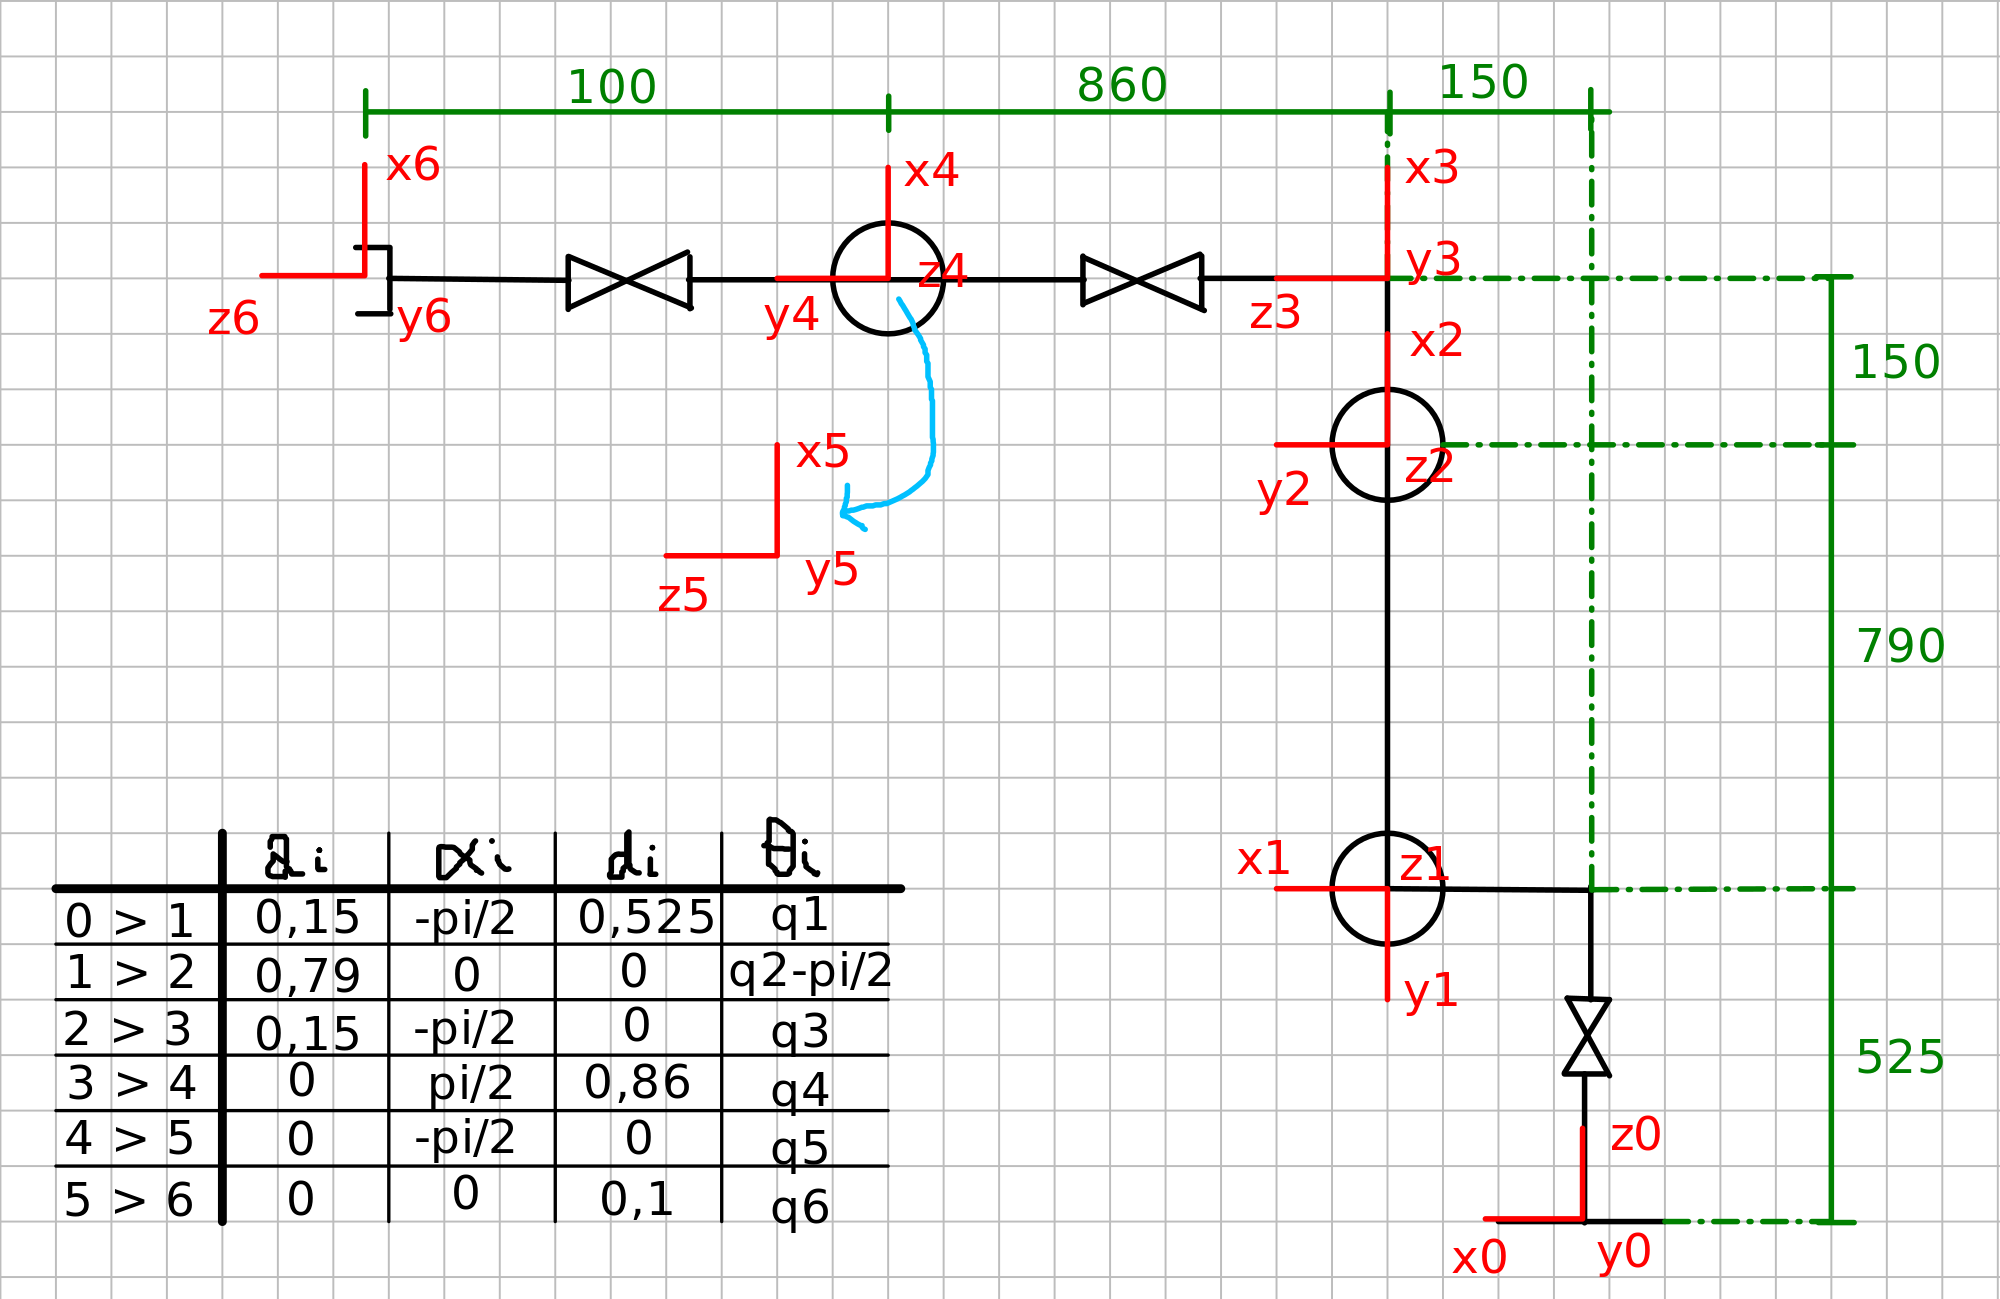 100
860
150
x6
x4
x3
z4
y3
z6
y6
y4
z3
x2
150
x5
z2
y2
z5
y5
790
x1
z1
y1
525
z0
x0
y0
ai αi di θi
0 > 1 0,15 -pi/2 0,525 q1
1 > 2 0,79 0 0 q2-pi/2
2 > 3 0,15 -pi/2 0 q3
3 > 4 0 pi/2 0,86 q4
4 > 5 0 -pi/2 0 q5
5 > 6 0 0 0,1 q6